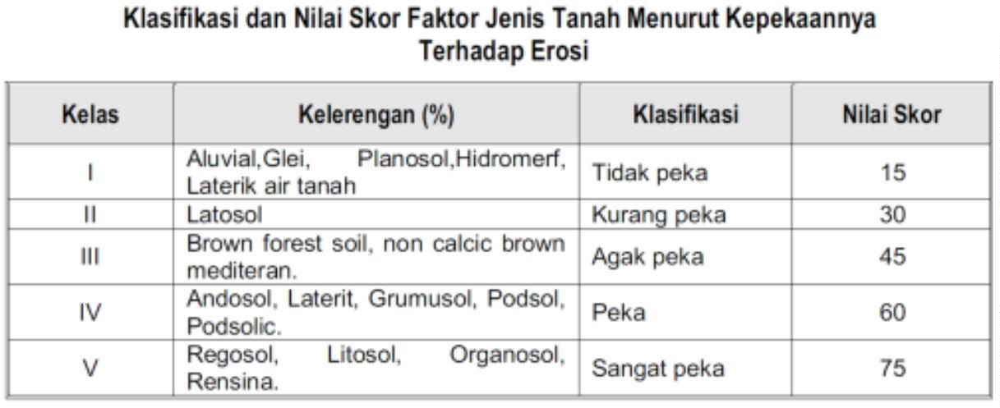 Klasifikasi dan Nilai Skor Faktor Jenis Tanah Menurut Kepekaannya
Terhadap Erosi
Kelas Kelerengan (%) Klasifikasi Nilai Skor
I Aluvial,Glei, Planosol,Hidromerf, Laterik air tanah Tidak peka 15
II Latosol Kurang peka 30
III Brown forest soil, non calcic brown mediteran. Agak peka 45
IV Andosol, Laterit, Grumusol, Podsol, Podsolic. Peka 60
V Regosol, Litosol, Organosol, Rensina. Sangat peka 75